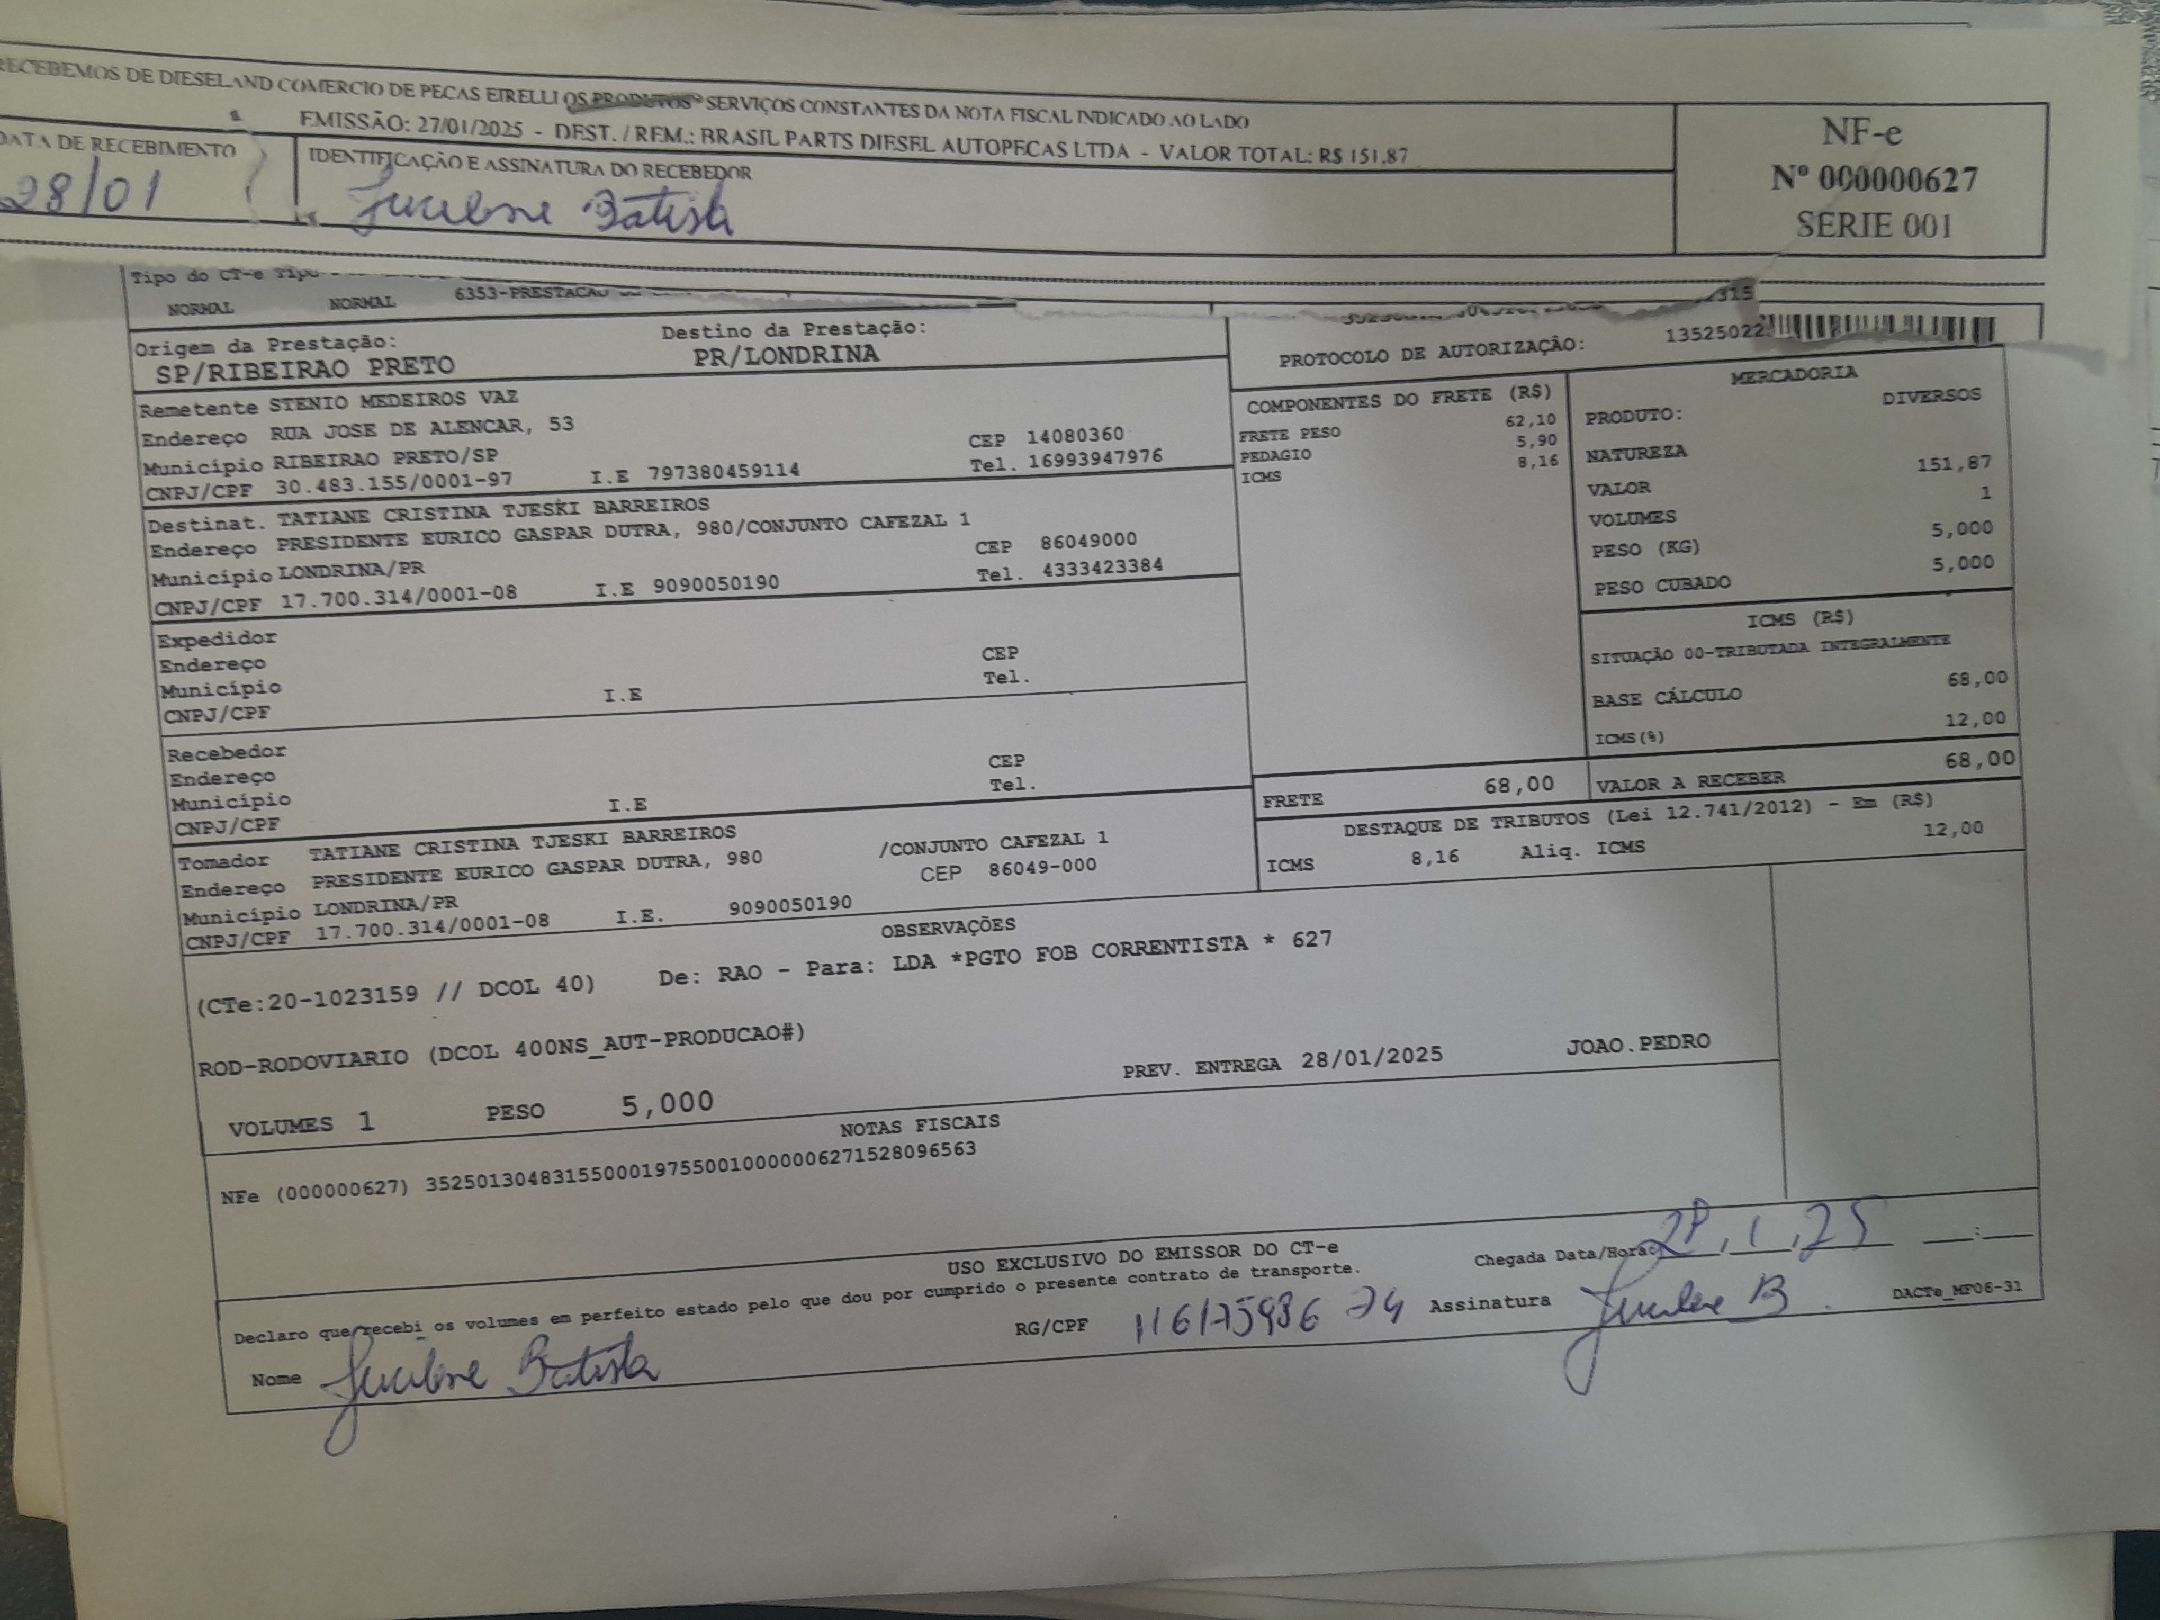 RECEBEMOS DE DIESELAND COMERCIO DE PECAS EIRELLI OS PRODUTOS SERVIÇOS CONSTANTES DA NOTA FISCAL INDICADO AO LADO
EMISSÃO: 27/01/2025 - DEST. / REM.: BRASIL PARTS DIESEL AUTOPECAS LTDA - VALOR TOTAL: R$ 151,87
NF-e
Nº 000000627
SERIE 001
DATA DE RECEBIMENTO
28/01
IDENTIFICAÇÃO E ASSINATURA DO RECEBEDOR
Batista
Tipo do CT-e Tipo
NORMAL NORMAL 6353-PRESTACAO
Origem da Prestação: Destino da Prestação:
SP/RIBEIRAO PRETO PR/LONDRINA
PROTOCOLO DE AUTORIZAÇÃO: 13525022
Remetente STENIO MEDEIROS VAZ
Endereço RUA JOSE DE ALENCAR, 53
Município RIBEIRAO PRETO/SP CEP 14080360
CNPJ/CPF 30.483.155/0001-97 I.E 797380459114 Tel. 16993947976
Destinat. TATIANE CRISTINA TJESKI BARREIROS
Endereço PRESIDENTE EURICO GASPAR DUTRA, 980/CONJUNTO CAFEZAL 1
Município LONDRINA/PR CEP 86049000
CNPJ/CPF 17.700.314/0001-08 I.E 9090050190 Tel. 4333423384
Expedidor
Endereço
Município CEP
CNPJ/CPF I.E Tel.
Recebedor
Endereço
Município CEP
CNPJ/CPF I.E Tel.
Tomador TATIANE CRISTINA TJESKI BARREIROS
Endereço PRESIDENTE EURICO GASPAR DUTRA, 980 /CONJUNTO CAFEZAL 1
Município LONDRINA/PR CEP 86049-000
CNPJ/CPF 17.700.314/0001-08 I.E. 9090050190
COMPONENTES DO FRETE (R$)
FRETE PESO 62,10
PEDAGIO 5,90
ICMS 8,16
MERCADORIA
PRODUTO: DIVERSOS
NATUREZA
VALOR 151,87
VOLUMES 1
PESO (KG) 5,000
PESO CUBADO 5,000
ICMS (R$)
SITUAÇÃO 00-TRIBUTADA INTEGRALMENTE
BASE CÁLCULO 68,00
ICMS(%) 12,00
FRETE 68,00 VALOR A RECEBER 68,00
DESTAQUE DE TRIBUTOS (Lei 12.741/2012) - Em (R$)
ICMS 8,16 Aliq. ICMS 12,00
OBSERVAÇÕES
(CTe:20-1023159 // DCOL 40) De: RAO - Para: LDA *PGTO FOB CORRENTISTA * 627
ROD-RODOVIARIO (DCOL 400NS_AUT-PRODUCAO#)
VOLUMES 1 PESO 5,000 PREV. ENTREGA 28/01/2025 JOAO.PEDRO
NOTAS FISCAIS
NFe (000000627) 35250130483155000197550010000006271528096563
USO EXCLUSIVO DO EMISSOR DO CT-e
Declaro que recebi os volumes em perfeito estado pelo que dou por cumprido o presente contrato de transporte.
Chegada Data/Hora: 28,1,25 __:__
Nome Batista RG/CPF Assinatura B.
DACTe_MF06-31